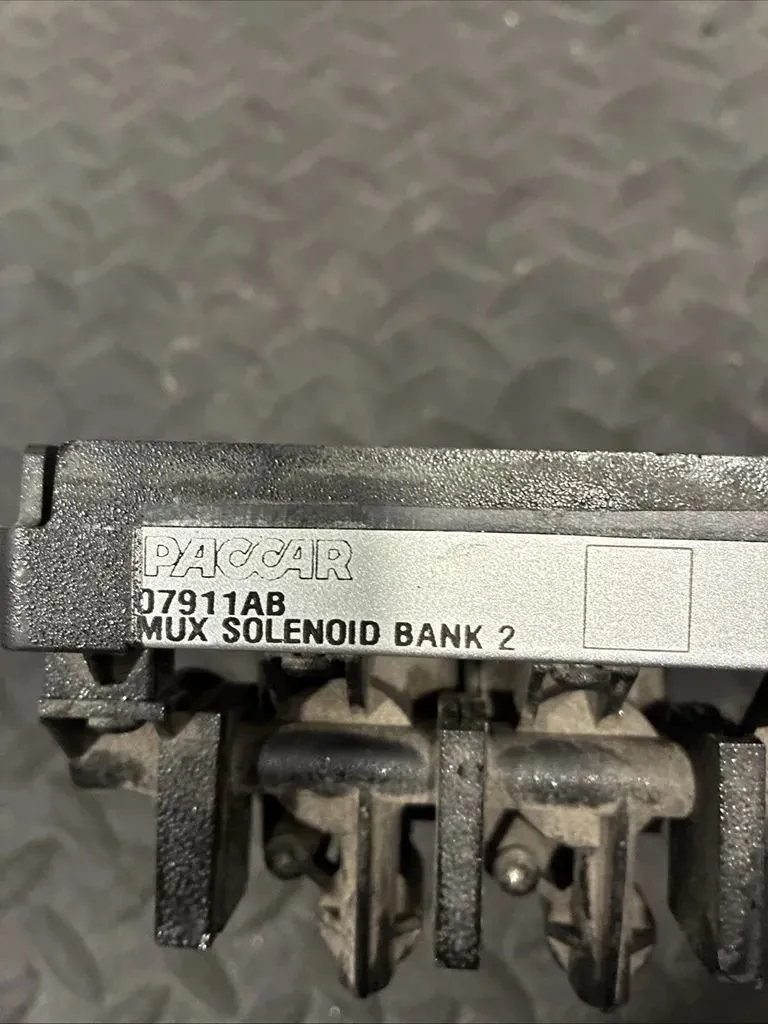 PACCAR
07911AB
MUX SOLENOID BANK 2